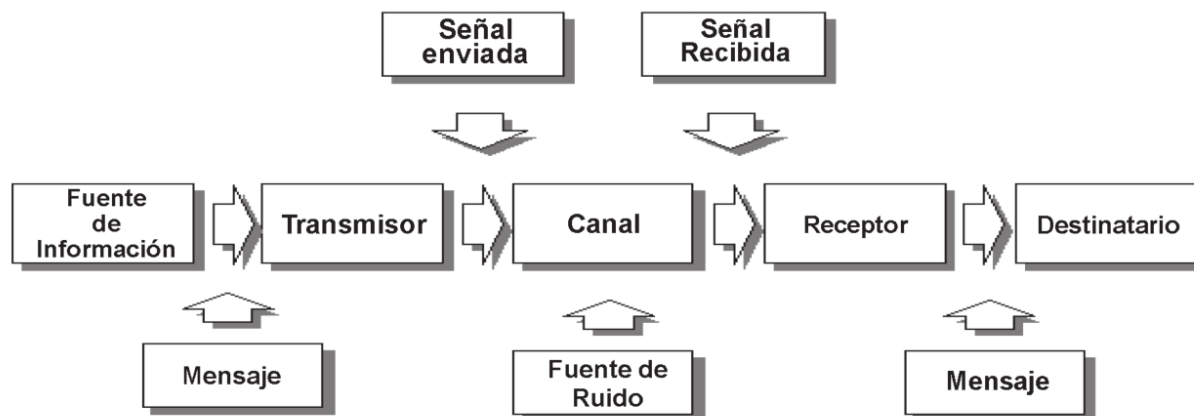 Señal
enviada
Señal
Recibida
Fuente
de
Información
Transmisor
Canal
Receptor
Destinatario
Mensaje
Fuente de
Ruido
Mensaje